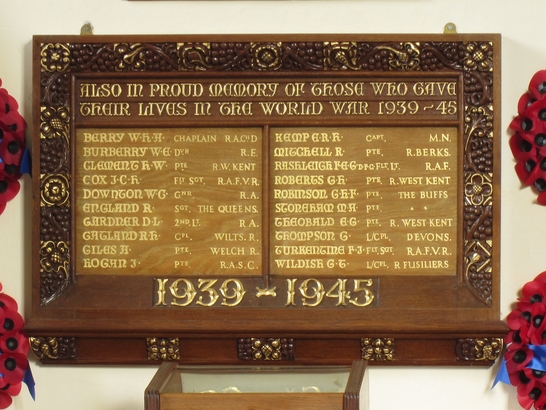 ALSO IN PROUD MEMORY OF THOSE WHO GAVE
THEIR LIVES IN THE WORLD WAR 1939-45
BERRY W.H.A. CHAPLAIN R.A.CH.D
BURBERRY W.G. DVR R.E.
CLEMENT R.W. PTE. R.W.KENT
COX J.C.R. FLT.SGT. R.A.F.V.R.
DOWNTON W.G. GNR R.A.
ENGLAND R. SGT. THE QUEENS.
GARDNER D.L. 2ND.LT. R.A.
GATLAND R.H. CPL. WILTS. R.
GILES A. PTE. WELCH R.
HOGAN J. PTE. R.A.S.C.
KEMP CAPT. M.N.
MITCHELL R. PTE. R.BERKS.
RASHLEIGH D.F.C. FLT. LT. R.A.F.
ROBERTS PTE. R.WEST KENT
ROBINSON PTE. THE BUFFS
STONEHAM M.A. PTE. " "
THEOBALD E.G. PTE. R. WEST KENT
THOMPSON G. L/CPL DEVONS.
TURKENTINE P.J. FLT.SGT R.A.F.V.R.
WILDISH G.T. L/CPL. R FUSILIERS.
1939 - 1945